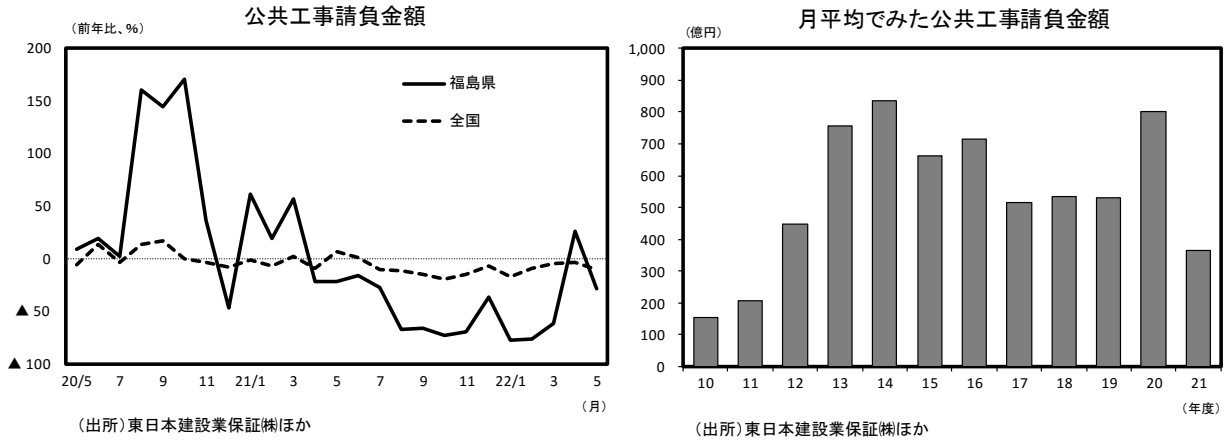 公共工事請負金額
（前年比、％）
200
150
100
50
0
▲ 50
▲ 100
福島県
全国
20/5 7 9 11 21/1 3 5 7 9 11 22/1 3 5
（月）
（出所）東日本建設業保証㈱ほか
月平均でみた公共工事請負金額
（億円）
1,000
900
800
700
600
500
400
300
200
100
0
10 11 12 13 14 15 16 17 18 19 20 21
（年度）
（出所）東日本建設業保証㈱ほか